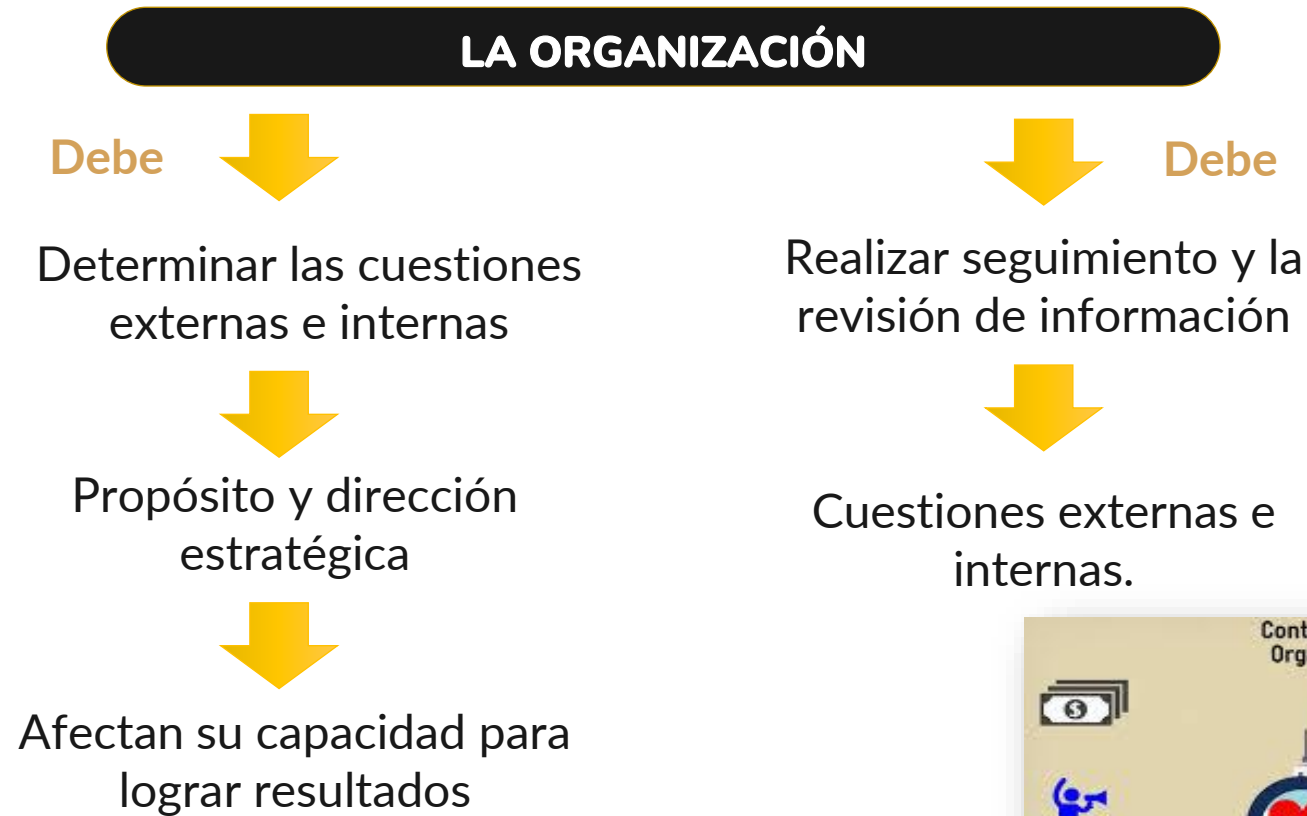 LA ORGANIZACIÓN
Debe
Determinar las cuestiones
externas e internas
Propósito y dirección
estratégica
Afectan su capacidad para
lograr resultados
Debe
Realizar seguimiento y la
revisión de información
Cuestiones externas e
internas.